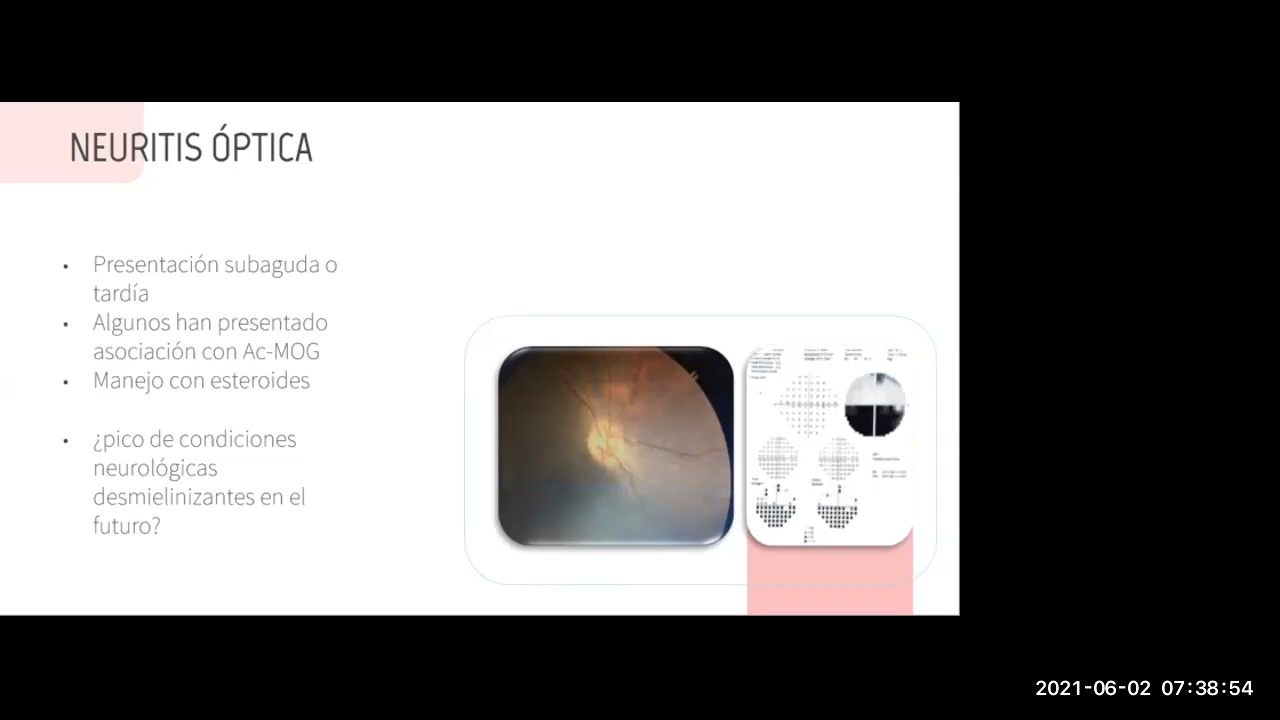 NEURITIS ÓPTICA
• Presentación subaguda o
tardía
• Algunos han presentado
asociación con Ac-MOG
• Manejo con esteroides
• ¿pico de condiciones
neurológicas
desmielinizantes en el
futuro?
2021-06-02 07:38:54